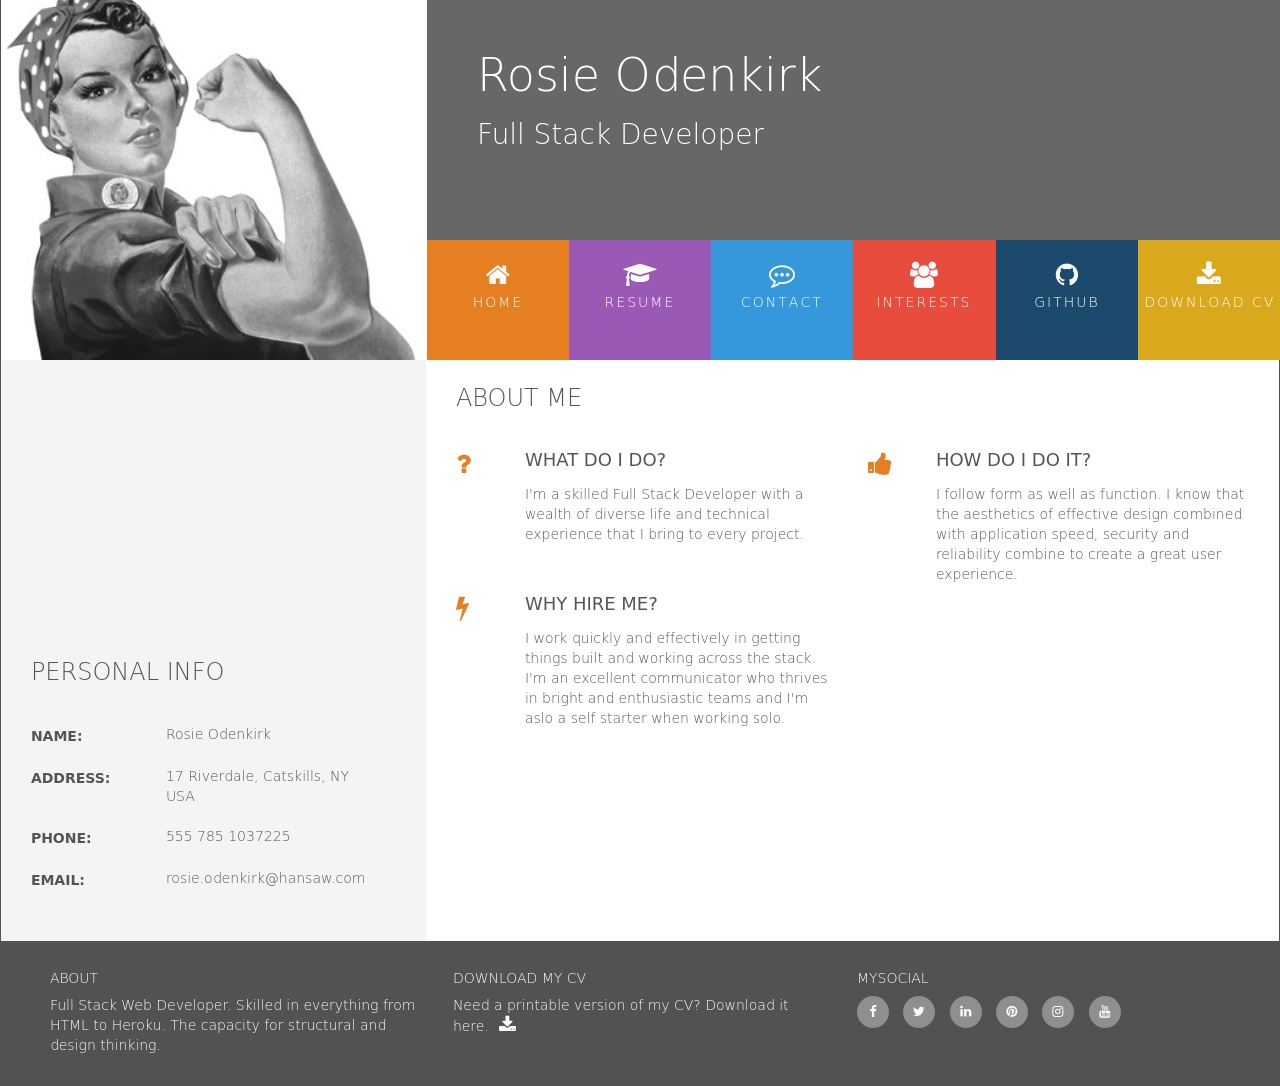 Rosie Odenkirk
Full Stack Developer
HOME
RESUME
CONTACT
INTERESTS
GITHUB
DOWNLOAD CV
ABOUT ME
WHAT DO I DO?
I'm a skilled Full Stack Developer with a
wealth of diverse life and technical
experience that I bring to every project.
HOW DO I DO IT?
I follow form as well as function. I know that
the aesthetics of effective design combined
with application speed, security and
reliability combine to create a great user
experience.
WHY HIRE ME?
I work quickly and effectively in getting
things built and working across the stack.
I'm an excellent communicator who thrives
in bright and enthusiastic teams and I'm
aslo a self starter when working solo.
PERSONAL INFO
NAME: Rosie Odenkirk
ADDRESS: 17 Riverdale, Catskills, NY
USA
PHONE: 555 785 1037225
EMAIL: rosie.odenkirk@hansaw.com
ABOUT
Full Stack Web Developer. Skilled in everything from
HTML to Heroku. The capacity for structural and
design thinking.
DOWNLOAD MY CV
Need a printable version of my CV? Download it
here.
MYSOCIAL